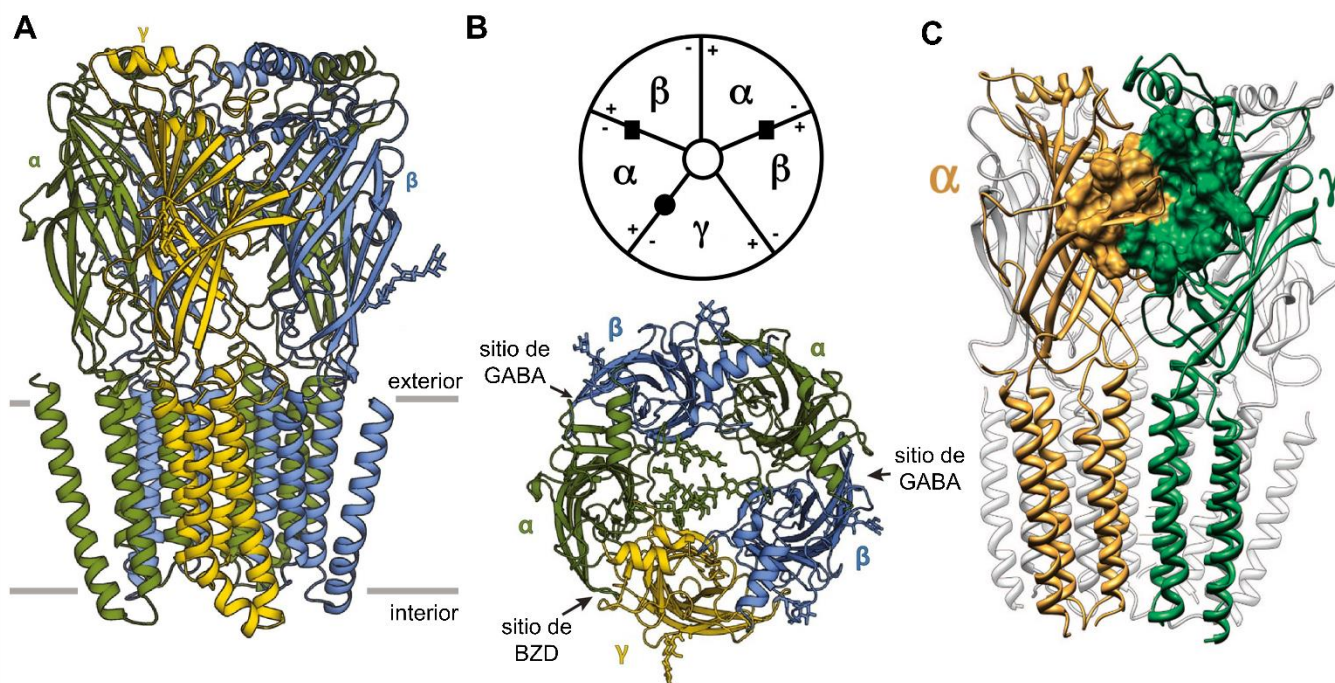 A
γ
α
β
exterior
interior
B
- +
β α
+ - - +
α β
γ
+ - + -
β
α
sitio de
GABA
sitio de
GABA
α
β
sitio de
BZD
γ
C
α
γ